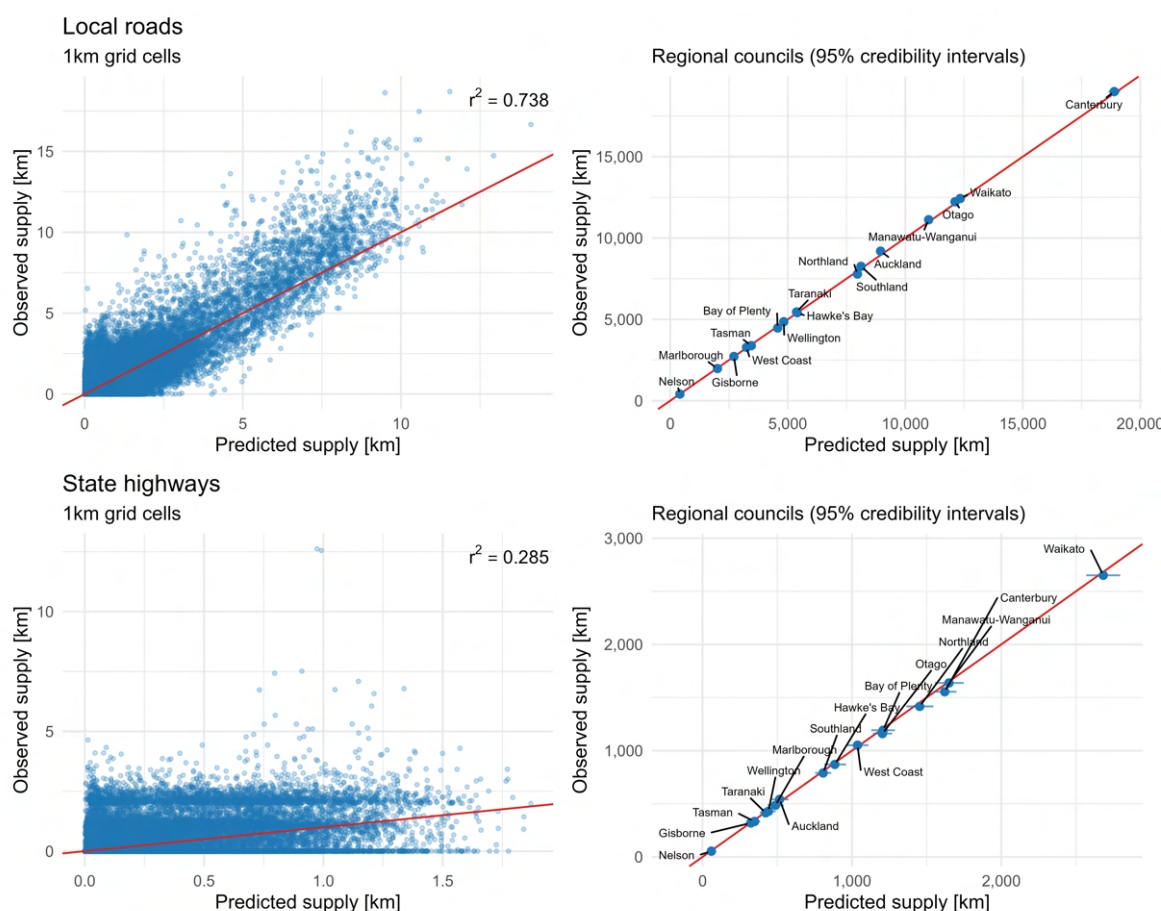 Local roads
1km grid cells
r² = 0.738
15
10
5
0
Observed supply [km]
0 5 10
Predicted supply [km]
Regional councils (95% credibility intervals)
Canterbury
15,000
Waikato
Otago
10,000
Manawatu-Wanganui
Northland
Auckland
Southland
Taranaki
Bay of Plenty
Hawke's Bay
5,000
Tasman
Wellington
Marlborough
West Coast
Nelson
Gisborne
0
Observed supply [km]
0 5,000 10,000 15,000 20,000
Predicted supply [km]
State highways
1km grid cells
r² = 0.285
10
5
0
Observed supply [km]
0.0 0.5 1.0 1.5
Predicted supply [km]
Regional councils (95% credibility intervals)
3,000
Waikato
Canterbury
Manawatu-Wanganui
2,000
Northland
Otago
Bay of Plenty
Hawke's Bay
Southland
1,000
Marlborough
West Coast
Wellington
Taranaki
Tasman
Auckland
Gisborne
Nelson
0
Observed supply [km]
0 1,000 2,000
Predicted supply [km]